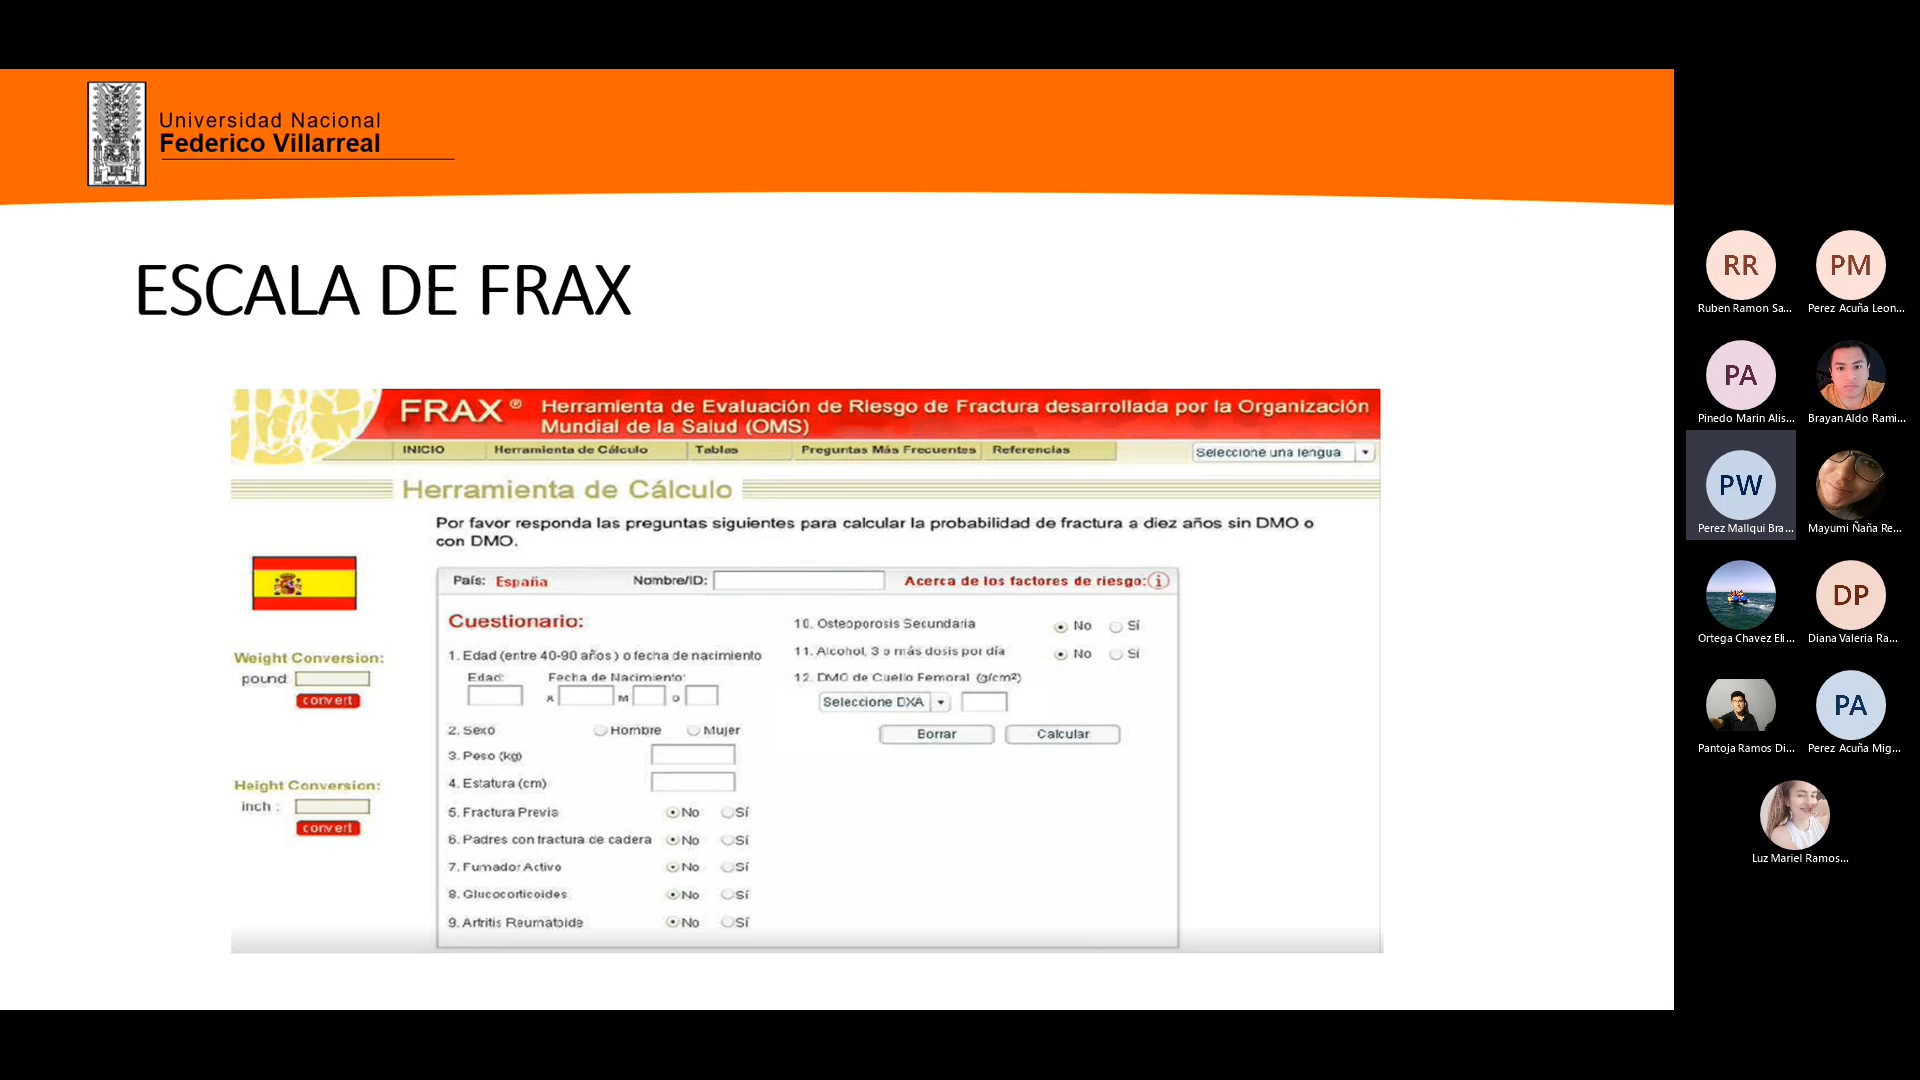 Universidad Nacional
Federico Villarreal
ESCALA DE FRAX
FRAX ® Herramienta de Evaluación de Riesgo de Fractura desarrollada por la Organización
Mundial de la Salud (OMS)
INICIO Herramienta de Cálculo Tablas Preguntas Más Frecuentes Referencias Seleccione una lengua
Herramienta de Cálculo
Por favor responda las preguntas siguientes para calcular la probabilidad de fractura a diez años sin DMO o
con DMO.
País: España Nombre/ID: Acerca de los factores de riesgo: i
Cuestionario:
1. Edad (entre 40-90 años ) o fecha de nacimiento
Edad: Fecha de Nacimiento:
A M D
2. Sexo Hombre Mujer
3. Peso (kg)
4. Estatura (cm)
5. Fractura Previa No Sí
6. Padres con fractura de cadera No Sí
7. Fumador Activo No Sí
8. Glucocorticoides No Sí
9. Artritis Reumatoide No Sí
10. Osteoporosis Secundaria No Sí
11. Alcohol, 3 o más dosis por día No Sí
12. DMO de Cuello Femoral (g/cm²)
Seleccione DXA
Borrar Calcular
Weight Conversion:
pound:
convert
Height Conversion:
inch :
convert
RR PM
Ruben Ramon Sa... Perez Acuña Leon...
PA
Pinedo Marin Alis... Brayan Aldo Rami...
PW
Perez Mallqui Bra... Mayumi Ñaña Re...
DP
Ortega Chavez Eli... Diana Valeria Ra...
PA
Pantoja Ramos Di... Perez Acuña Mig...
Luz Mariel Ramos...